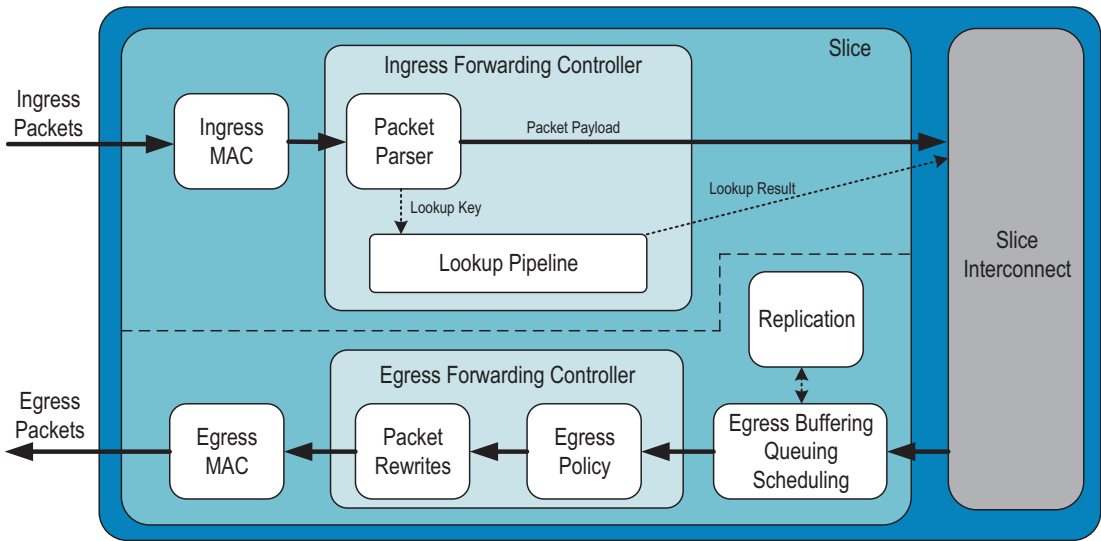 Slice
Ingress Forwarding Controller
Ingress
Packets
Ingress
MAC
Packet
Parser
Packet Payload
Lookup Key
Lookup Result
Lookup Pipeline
Slice
Interconnect
Replication
Egress Forwarding Controller
Egress
Packets
Egress
MAC
Packet
Rewrites
Egress
Policy
Egress Buffering
Queuing
Scheduling